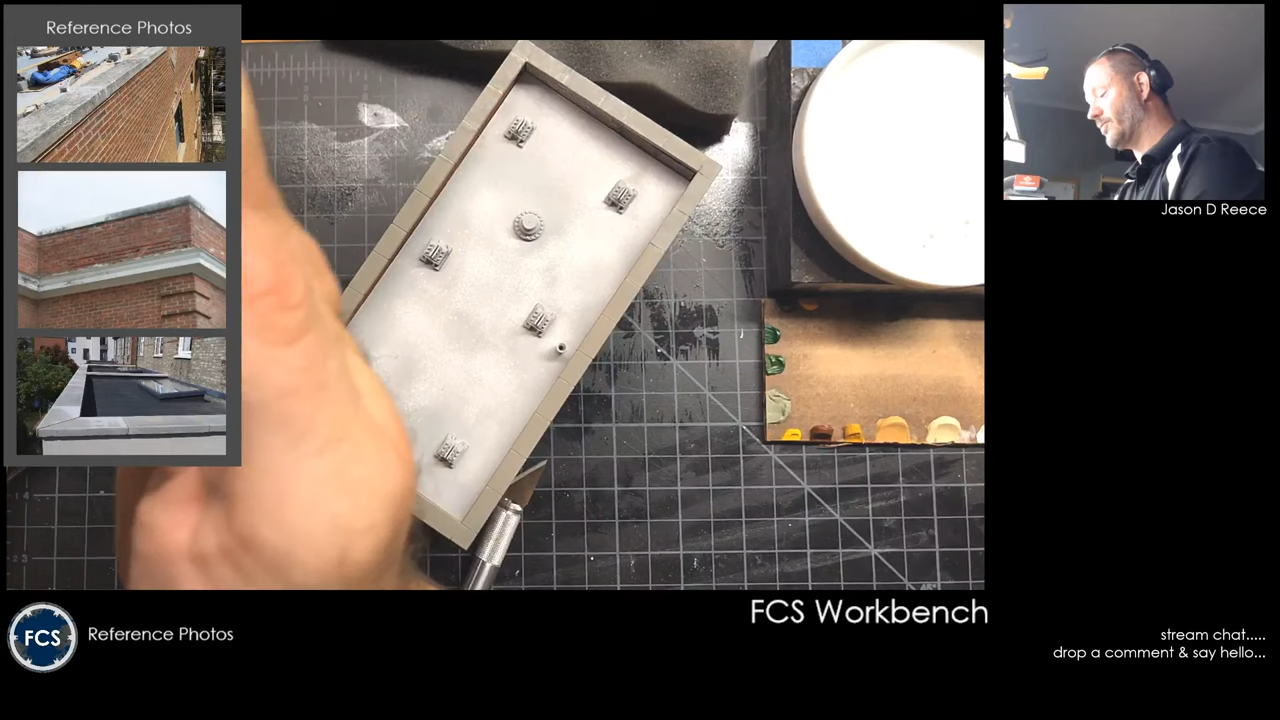 Reference Photos
Jason D Reece
FCS Workbench
FCS
Reference Photos
stream chat.....
drop a comment & say hello...